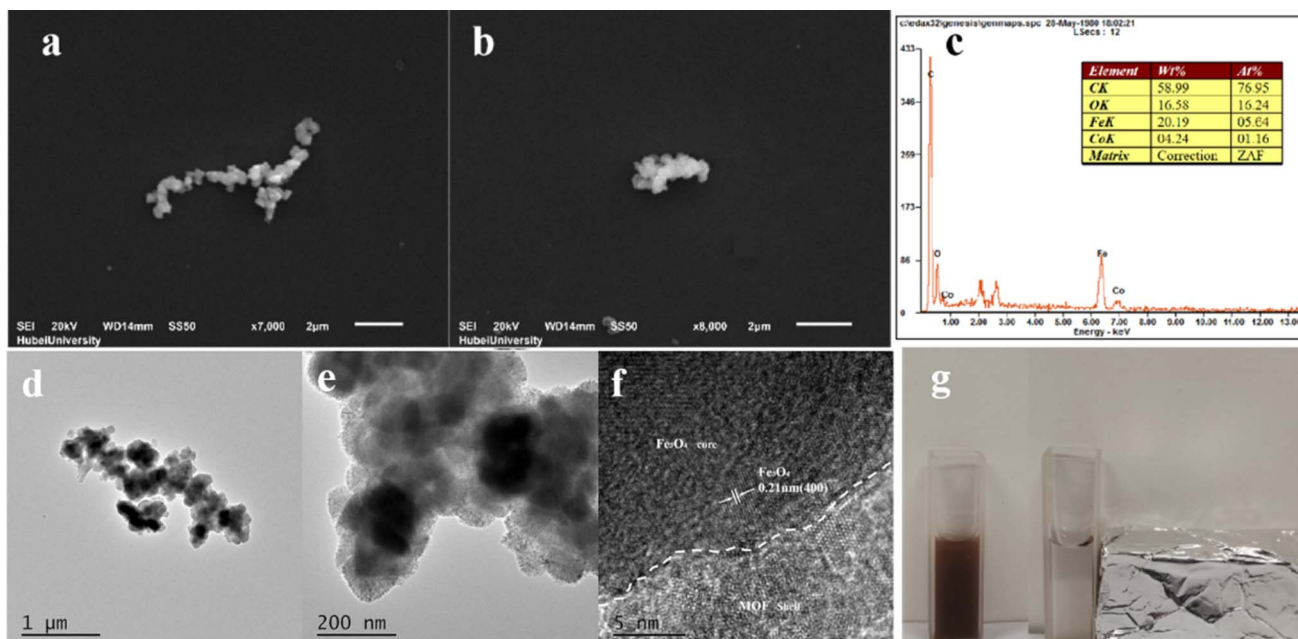 a
SEI 20kV WD14mm SS50 x7,000 2μm
HubeiUniversity
b
SEI 20kV WD14mm SS50 x8,000 2μm
HubeiUniversity
c:\edax32\genesis\genmaps.spc 28-May-1980 18:02:21
LSecs : 12
c
433
346
259
173
86
C
O
Co
Fe
Co
Element Wt% At%
CK 58.99 76.95
OK 16.58 16.24
FeK 20.19 05.64
CoK 04.24 01.16
Matrix Correction ZAF
1.00 2.00 3.00 4.00 5.00 6.00 7.00 8.00 9.00 10.00 11.00 12.00 13.0
Energy - keV
d
1 μm
e
200 nm
f
Fe₃O₄ core
Fe₃O₄
0.21nm(400)
MOF Shell
5 nm
g